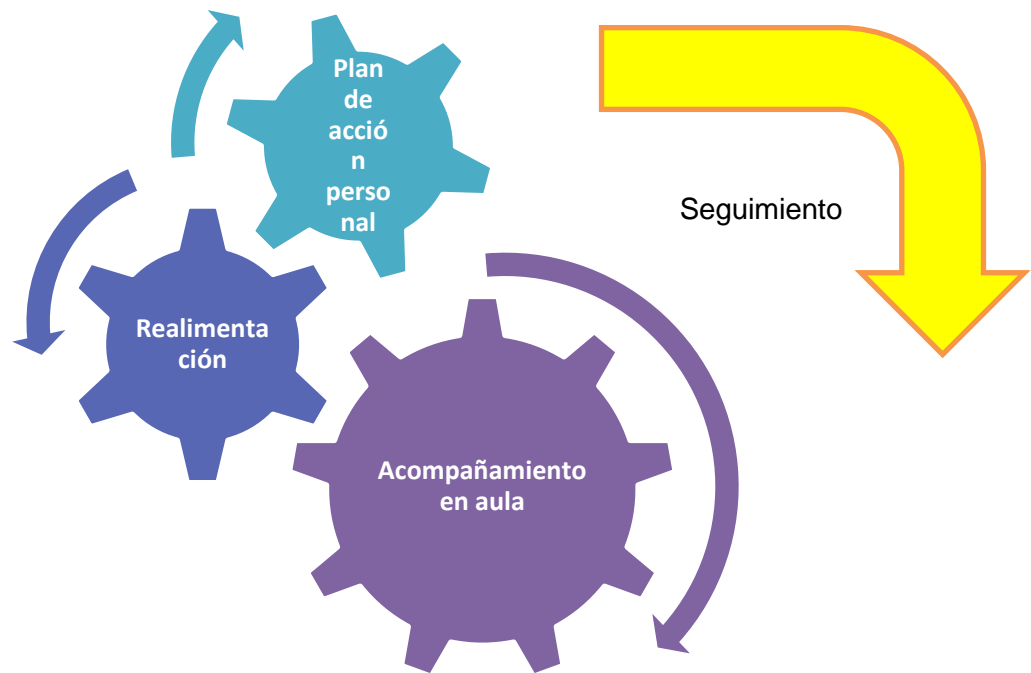 Plan
de
acció
n
perso
nal
Seguimiento
Realimenta
ción
Acompañamiento
en aula